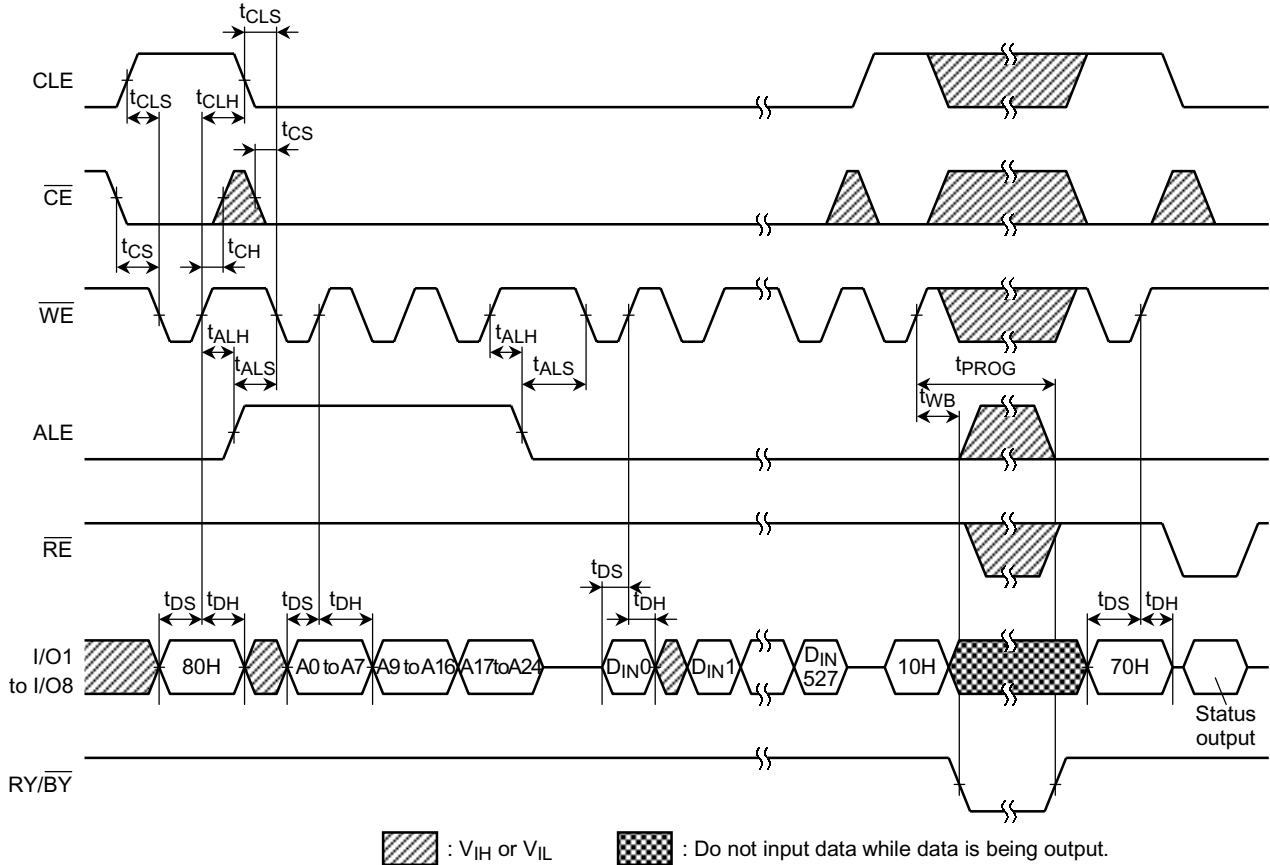 tCLS
CLE
tCLS
tCLH
tCS
CE
tCS
tCH
WE
tALH
tALS
tALH
tALS
tPROG
tWB
ALE
RE
tDS
tDH
tDS
tDH
tDS
tDH
tDS
tDH
I/O1
to I/O8
80H
A0 to A7
A9 to A16
A17 to A24
DIN0
DIN1
DIN
527
10H
70H
Status
output
RY/BY
: VIH or VIL
: Do not input data while data is being output.